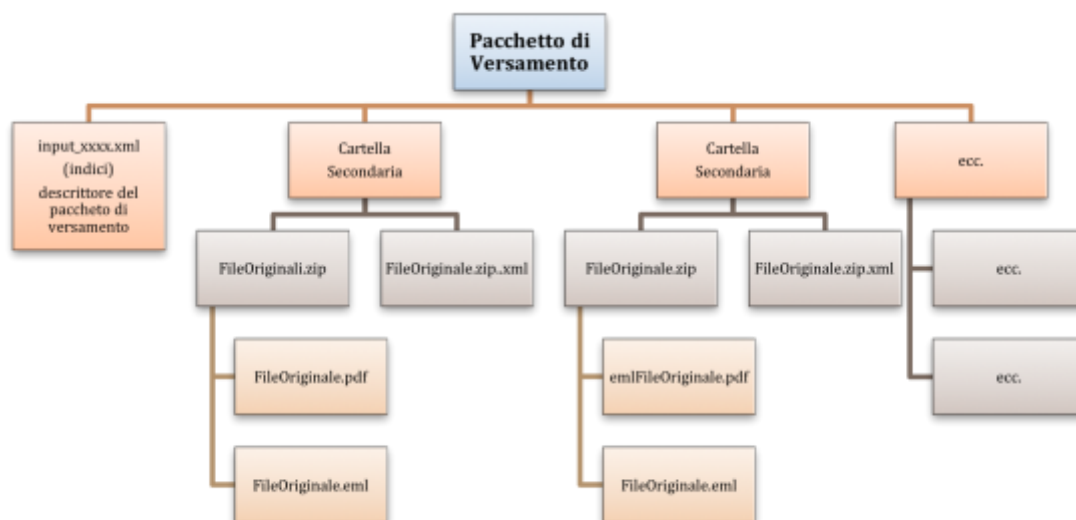 Pacchetto di
Versamento
input_xxxx.xml
(indici)
descrittore del
paccheto di
versamento
Cartella
Secondaria
Cartella
Secondaria
ecc.
FileOriginali.zip
FileOriginale.zip..xml
FileOriginale.zip
FileOriginale.zip.xml
ecc.
FileOriginale.pdf
emlFileOriginale.pdf
ecc.
FileOriginale.eml
FileOriginale.eml